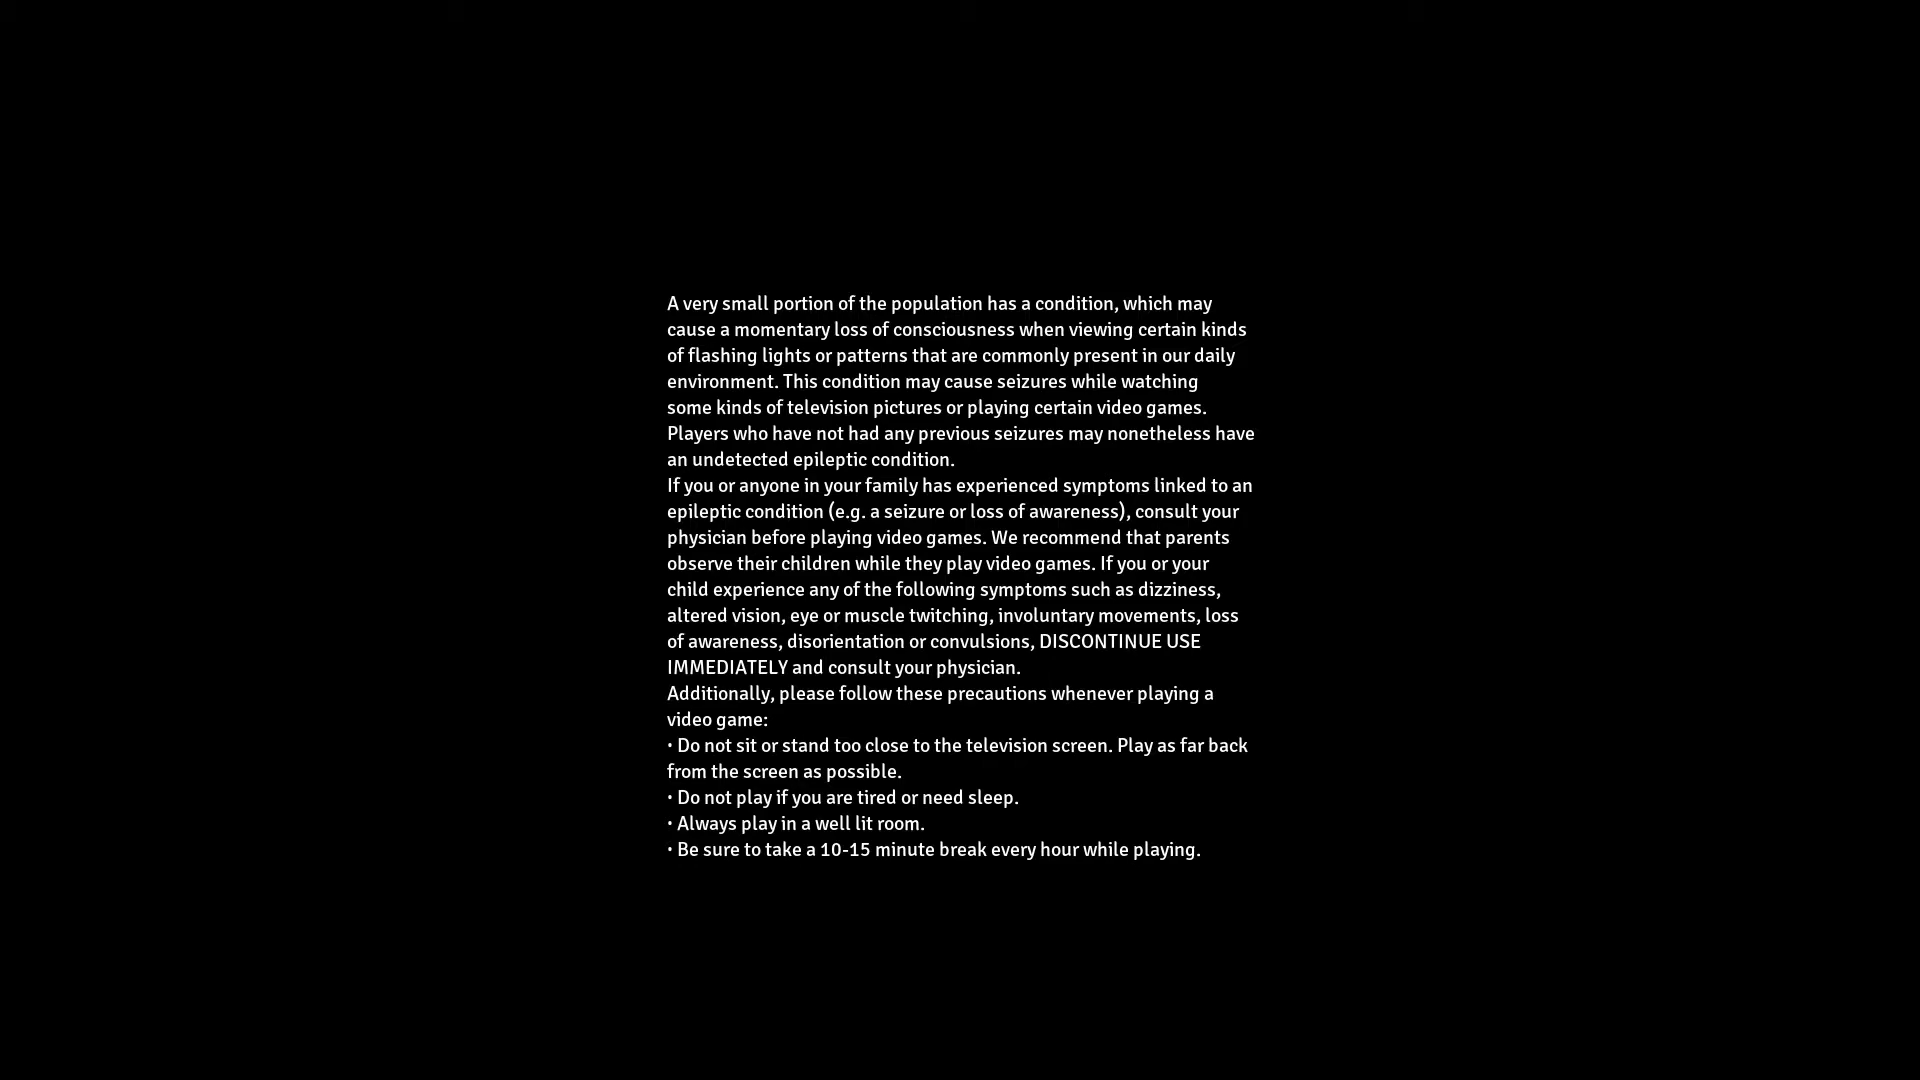 A very small portion of the population has a condition, which may
cause a momentary loss of consciousness when viewing certain kinds
of flashing lights or patterns that are commonly present in our daily
environment. This condition may cause seizures while watching
some kinds of television pictures or playing certain video games.
Players who have not had any previous seizures may nonetheless have
an undetected epileptic condition.
If you or anyone in your family has experienced symptoms linked to an
epileptic condition (e.g. a seizure or loss of awareness), consult your
physician before playing video games. We recommend that parents
observe their children while they play video games. If you or your
child experience any of the following symptoms such as dizziness,
altered vision, eye or muscle twitching, involuntary movements, loss
of awareness, disorientation or convulsions, DISCONTINUE USE
IMMEDIATELY and consult your physician.
Additionally, please follow these precautions whenever playing a
video game:
• Do not sit or stand too close to the television screen. Play as far back
from the screen as possible.
• Do not play if you are tired or need sleep.
• Always play in a well lit room.
• Be sure to take a 10-15 minute break every hour while playing.